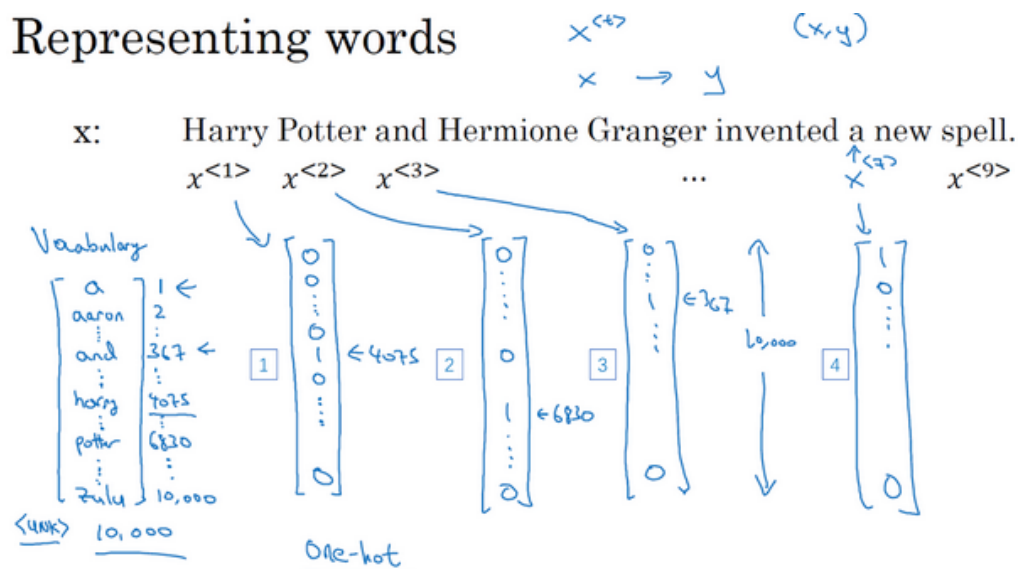 Representing words
x<t> (x,y)
x → y
x: Harry Potter and Hermione Granger invented a new spell.
x<1> x<2> x<3> ... x<7> x<9>
Vocabulary
a 1 ←
aaron 2
⋮ ⋮
and 367 ←
⋮ ⋮
harry 4075
⋮ ⋮
potter 6830
⋮ ⋮
zulu 10,000
<UNK> 10,000
1
0
0
⋮
0
1 ← 4075
0
⋮
0
2
0
⋮
0
1 ← 6830
⋮
0
3
0
⋮
1 ← 367
⋮
0
10,000
4
1
0
⋮
0
One-hot